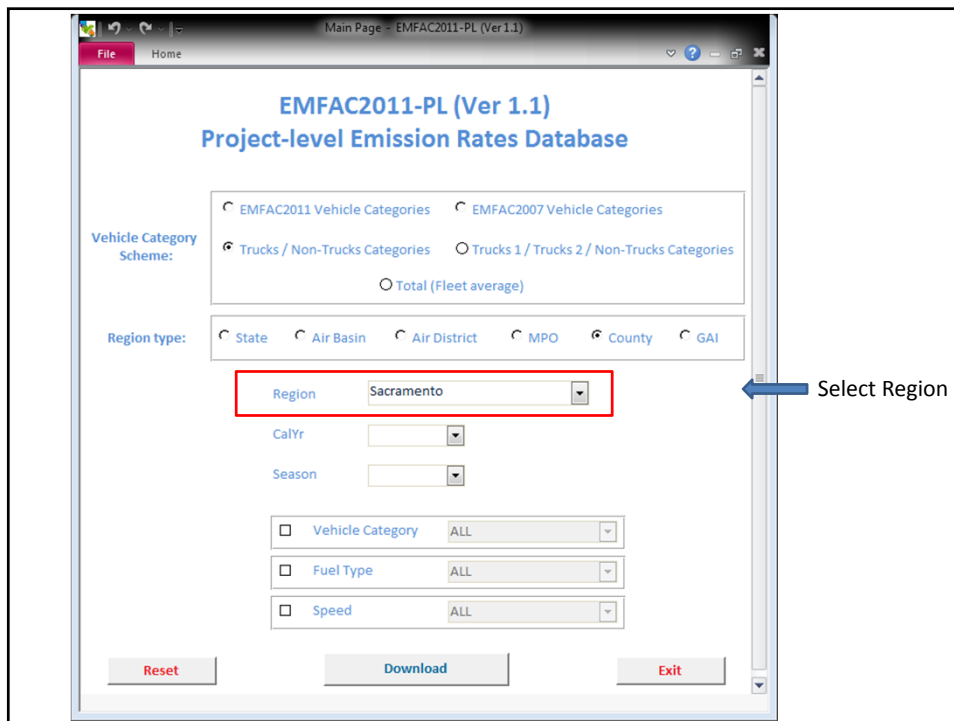 Main Page - EMFAC2011-PL (Ver 1.1)
File Home
EMFAC2011-PL (Ver 1.1)
Project-level Emission Rates Database
Vehicle Category
Scheme:
EMFAC2011 Vehicle Categories EMFAC2007 Vehicle Categories
Trucks / Non-Trucks Categories Trucks 1 / Trucks 2 / Non-Trucks Categories
Total (Fleet average)
Region type: State Air Basin Air District MPO County GAI
Region Sacramento
Select Region
CalYr
Season
Vehicle Category ALL
Fuel Type ALL
Speed ALL
Reset Download Exit